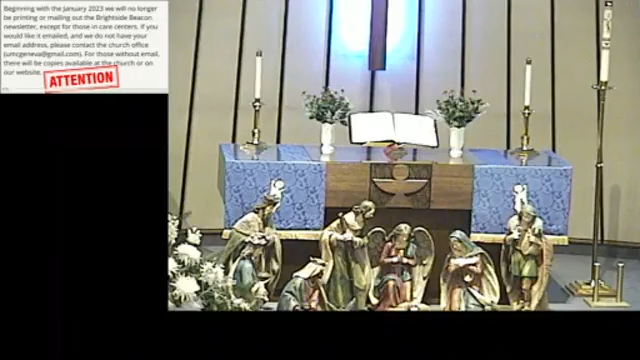 Beginning with the January 2023 we will no longer
be printing or mailing out the Brightside Beacon
newsletter, except for those in care centers. If you
would like it emailed, and we do not have your
email address, please contact the church office
(umcgeneva@gmail.com). For those without email,
there will be copies available at the church or on
our website.
ATTENTION